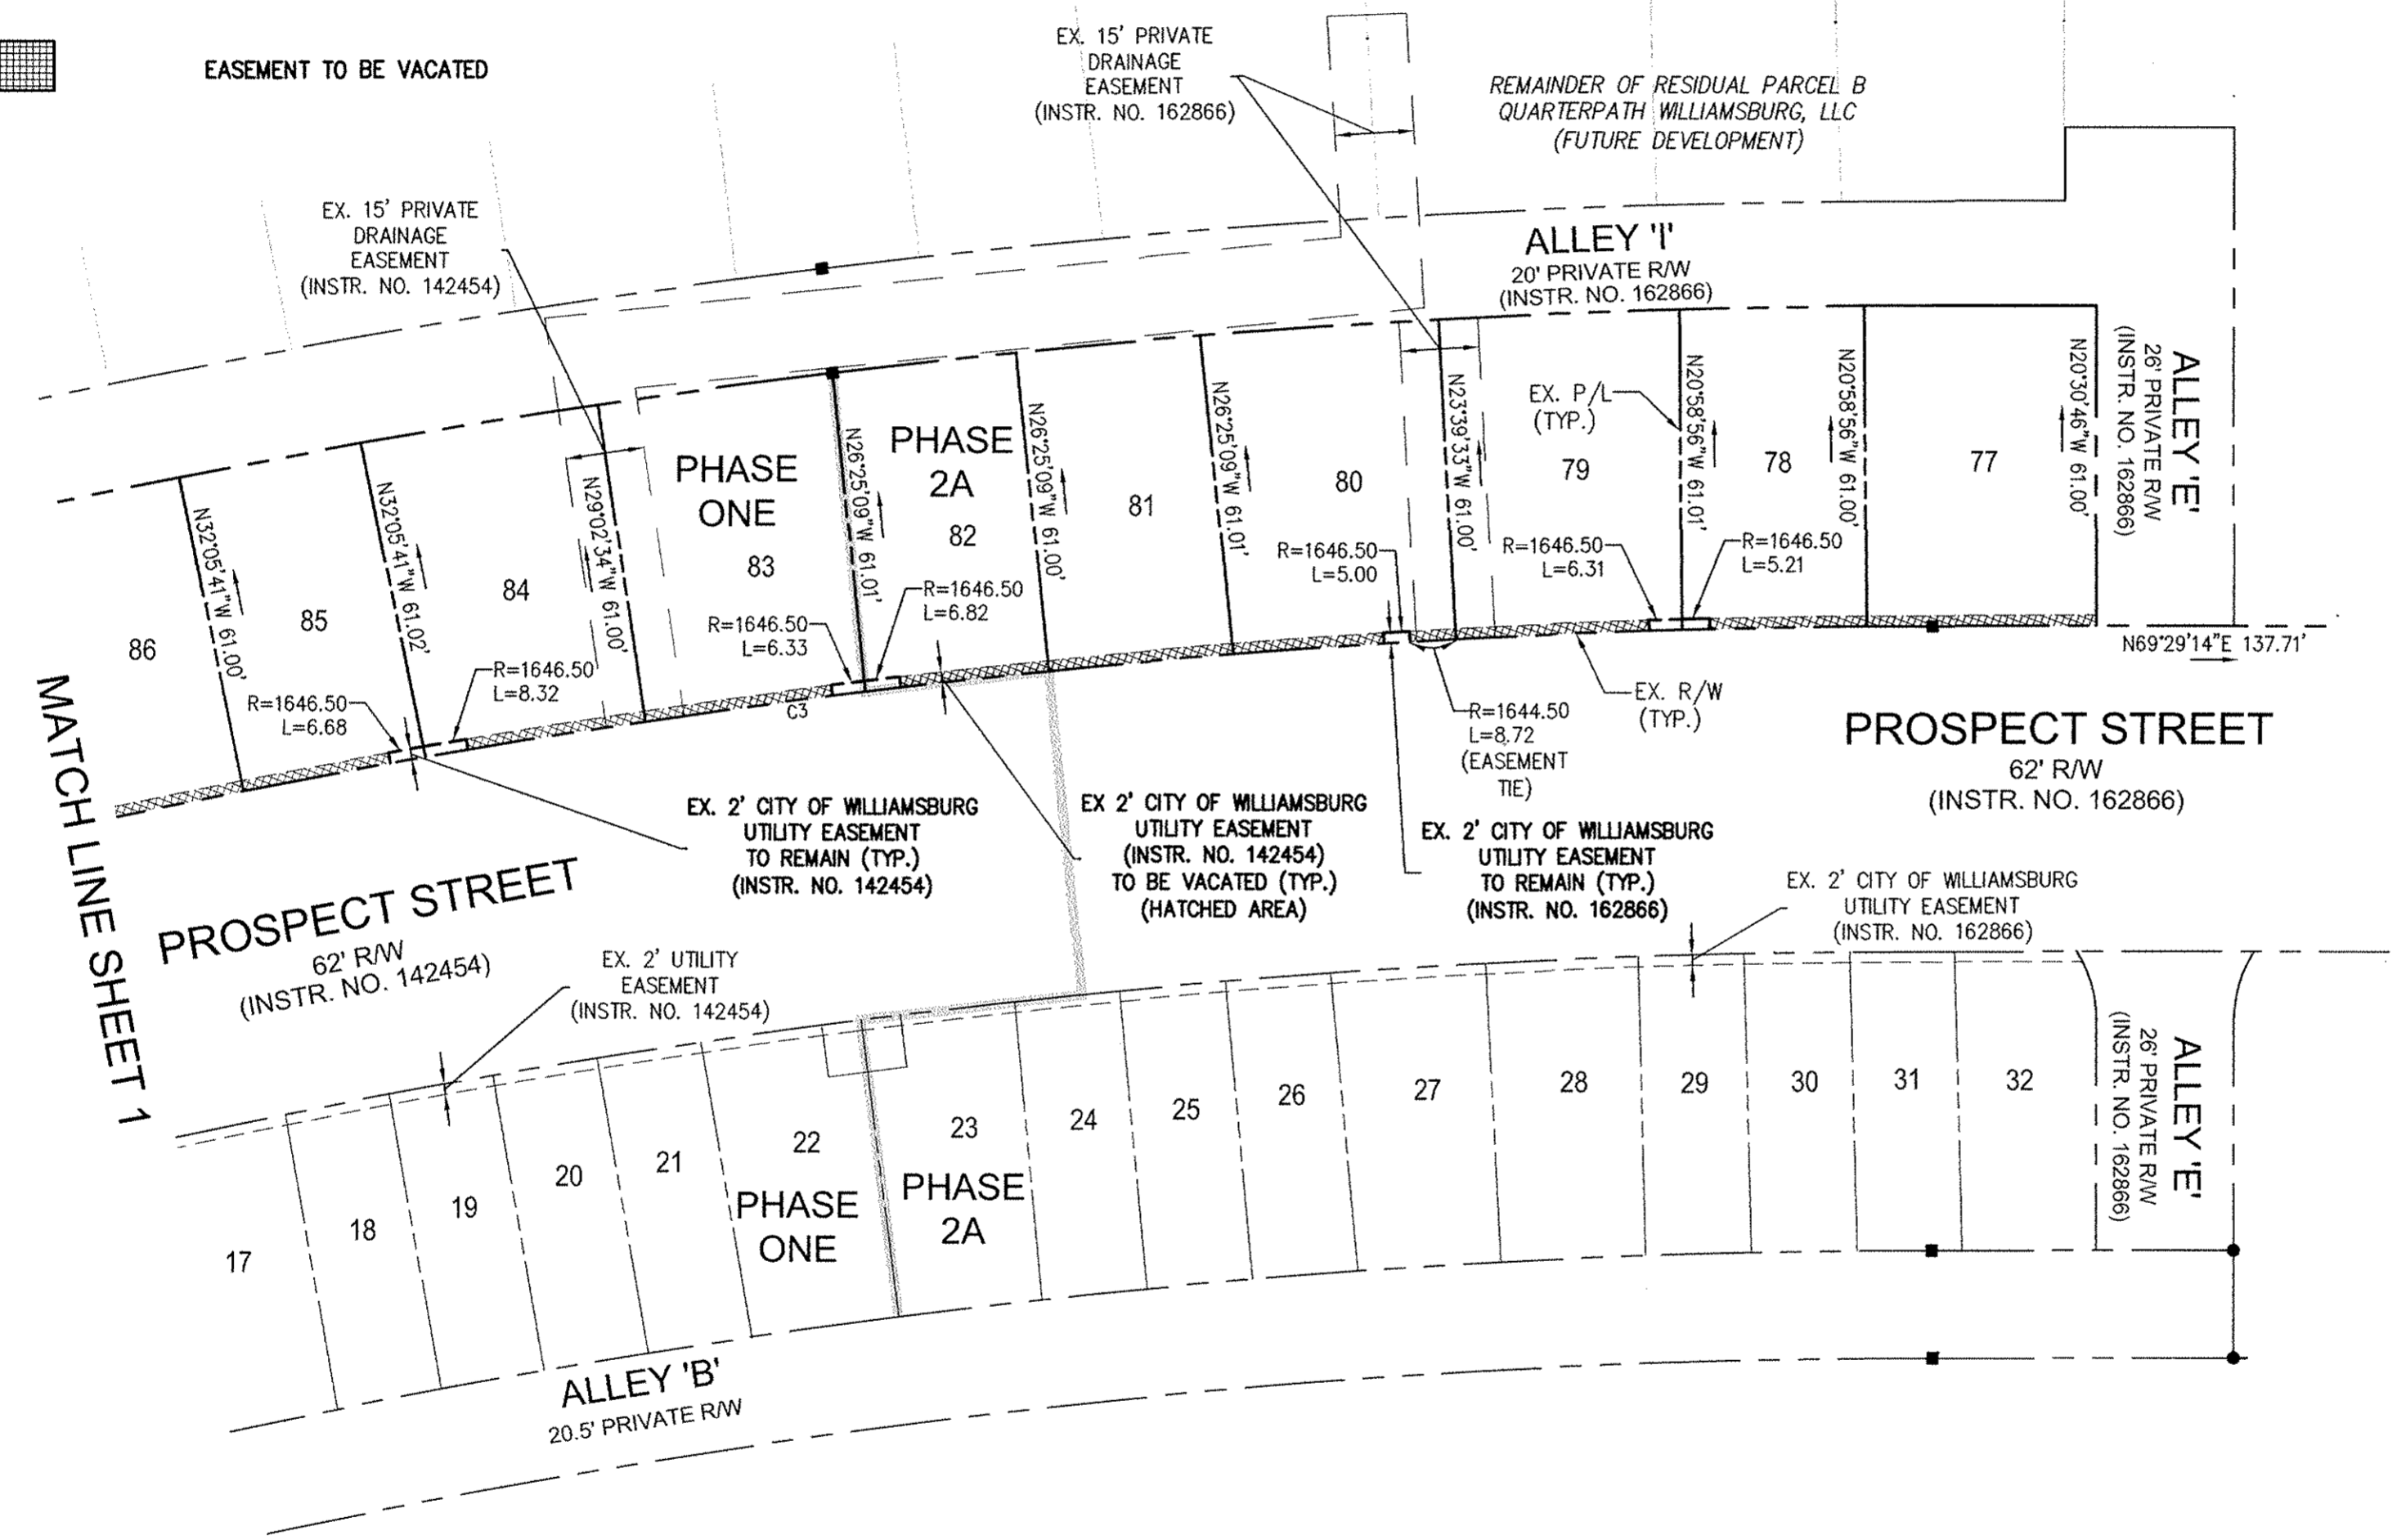 EASEMENT TO BE VACATED
EX. 15' PRIVATE
DRAINAGE
EASEMENT
(INSTR. NO. 162866)
REMAINDER OF RESIDUAL PARCEL B
QUARTERPATH WILLIAMSBURG, LLC
(FUTURE DEVELOPMENT)
EX. 15' PRIVATE
DRAINAGE
EASEMENT
(INSTR. NO. 142454)
ALLEY 'I'
20' PRIVATE R/W
(INSTR. NO. 162866)
ALLEY 'E'
26' PRIVATE R/W
(INSTR. NO. 162866)
86
N32°05'41"W 61.00'
85
N32°05'41"W 61.02'
84
N29°02'34"W 61.00'
PHASE
ONE
83
N26°25'09"W 61.01'
PHASE
2A
82
N26°25'09"W 61.00'
81
N26°25'09"W 61.01'
80
N23°39'33"W 61.00'
EX. P/L
(TYP.)
79
N20°58'56"W 61.01'
78
N20°58'56"W 61.00'
77
N20°30'46"W 61.00'
R=1646.50
L=6.68
R=1646.50
L=8.32
R=1646.50
L=6.33
R=1646.50
L=6.82
R=1646.50
L=5.00
R=1646.50
L=6.31
R=1646.50
L=5.21
C3
N69°29'14"E 137.71'
R=1644.50
L=8.72
(EASEMENT
TIE)
EX. R/W
(TYP.)
PROSPECT STREET
62' R/W
(INSTR. NO. 162866)
MATCH LINE SHEET 1
EX. 2' CITY OF WILLIAMSBURG
UTILITY EASEMENT
TO REMAIN (TYP.)
(INSTR. NO. 142454)
EX 2' CITY OF WILLIAMSBURG
UTILITY EASEMENT
(INSTR. NO. 142454)
TO BE VACATED (TYP.)
(HATCHED AREA)
EX. 2' CITY OF WILLIAMSBURG
UTILITY EASEMENT
TO REMAIN (TYP.)
(INSTR. NO. 162866)
EX. 2' CITY OF WILLIAMSBURG
UTILITY EASEMENT
(INSTR. NO. 162866)
PROSPECT STREET
62' R/W
(INSTR. NO. 142454)
EX. 2' UTILITY
EASEMENT
(INSTR. NO. 142454)
17
18
19
20
21
22
PHASE
ONE
23
PHASE
2A
24
25
26
27
28
29
30
31
32
ALLEY 'E'
26' PRIVATE R/W
(INSTR. NO. 162866)
ALLEY 'B'
20.5' PRIVATE R/W